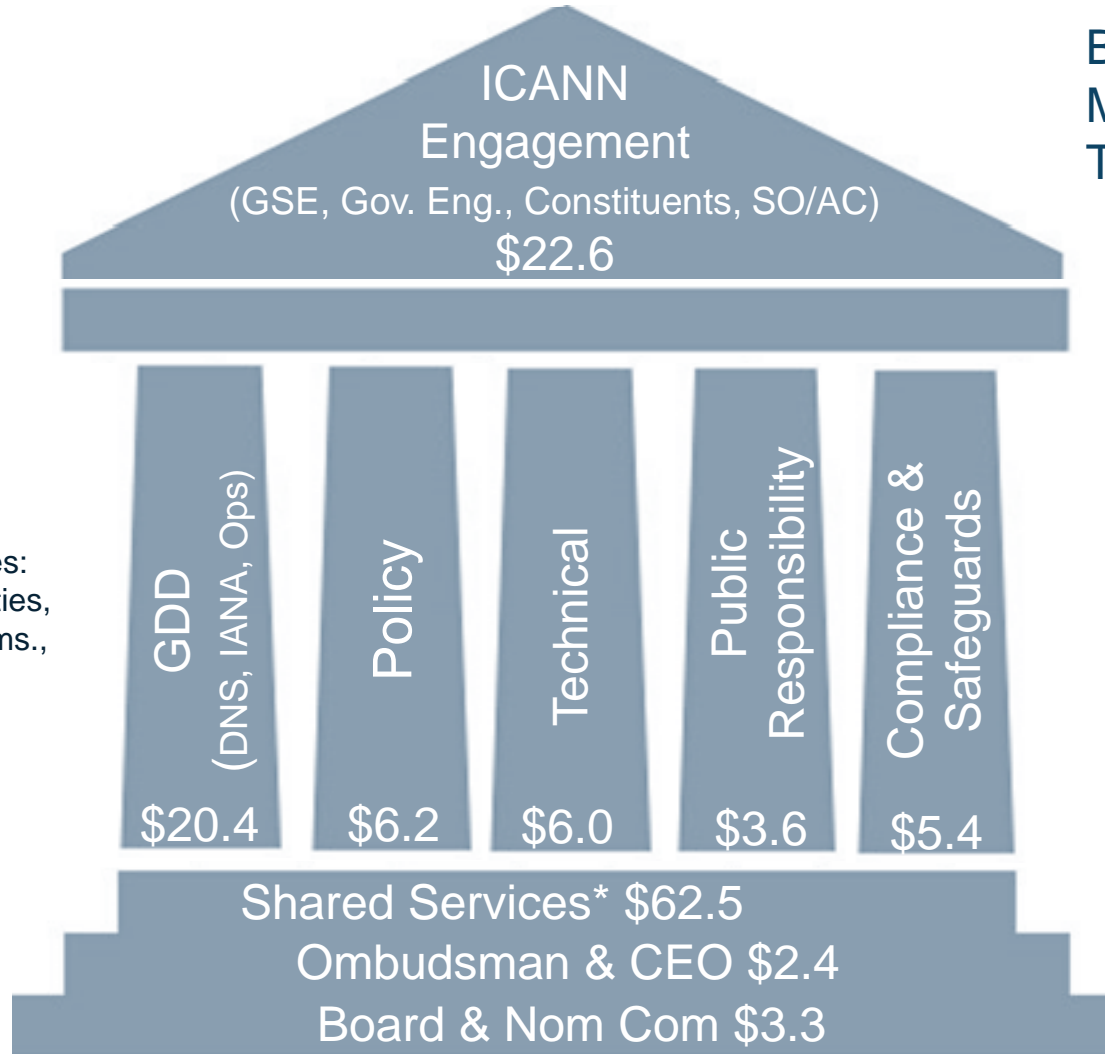 ICANN
Engagement
(GSE, Gov. Eng., Constituents, SO/AC)
$22.6
GDD
(DNS, IANA, Ops)
$20.4
Policy
$6.2
Technical
$6.0
Public
Responsibility
$3.6
Compliance &
Safeguards
$5.4
Shared Services* $62.5
Ombudsman & CEO $2.4
Board & Nom Com $3.3